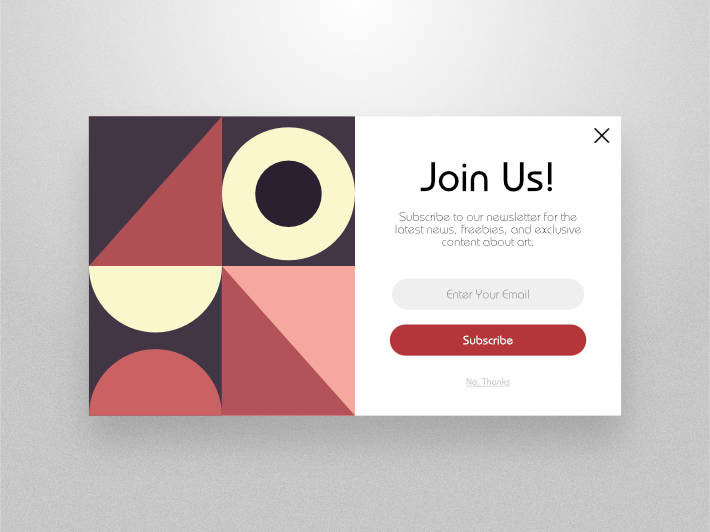 Join Us!
Subscribe to our newsletter for the
latest news, freebies, and exclusive
content about art.
Enter Your Email
Subscribe
No, Thanks